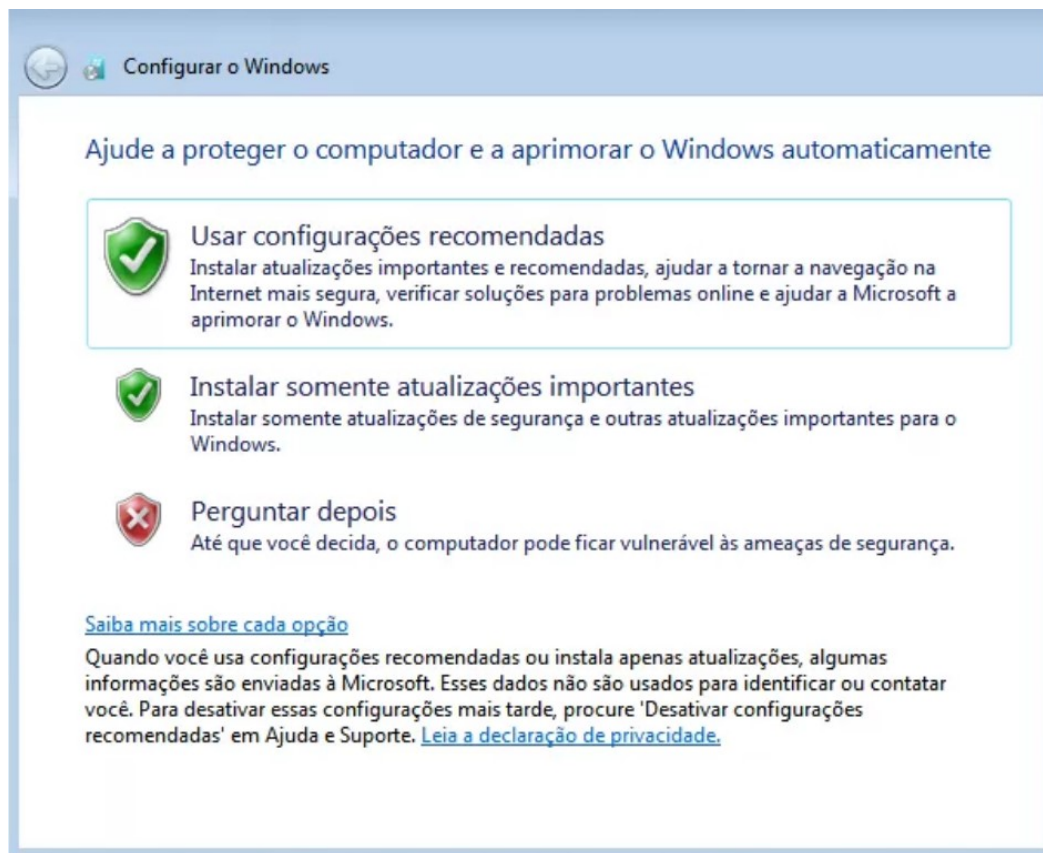 Configurar o Windows
Ajude a proteger o computador e a aprimorar o Windows automaticamente
Usar configurações recomendadas
Instalar atualizações importantes e recomendadas, ajudar a tornar a navegação na
Internet mais segura, verificar soluções para problemas online e ajudar a Microsoft a
aprimorar o Windows.
Instalar somente atualizações importantes
Instalar somente atualizações de segurança e outras atualizações importantes para o
Windows.
Perguntar depois
Até que você decida, o computador pode ficar vulnerável às ameaças de segurança.
Saiba mais sobre cada opção
Quando você usa configurações recomendadas ou instala apenas atualizações, algumas
informações são enviadas à Microsoft. Esses dados não são usados para identificar ou contatar
você. Para desativar essas configurações mais tarde, procure 'Desativar configurações
recomendadas' em Ajuda e Suporte. Leia a declaração de privacidade.